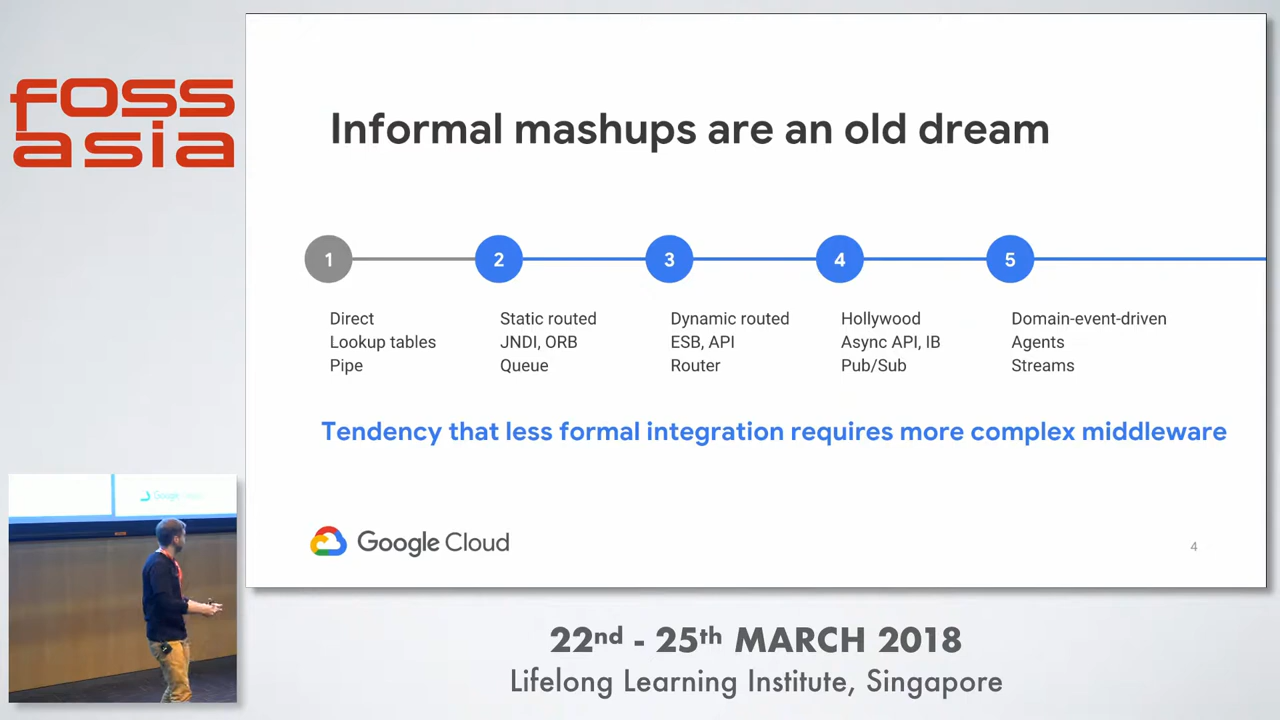 foss
asia
Informal mashups are an old dream
1
2
3
4
5
Direct
Lookup tables
Pipe
Static routed
JNDI, ORB
Queue
Dynamic routed
ESB, API
Router
Hollywood
Async API, IB
Pub/Sub
Domain-event-driven
Agents
Streams
Tendency that less formal integration requires more complex middleware
Google Cloud
4
Google
22nd - 25th MARCH 2018
Lifelong Learning Institute, Singapore